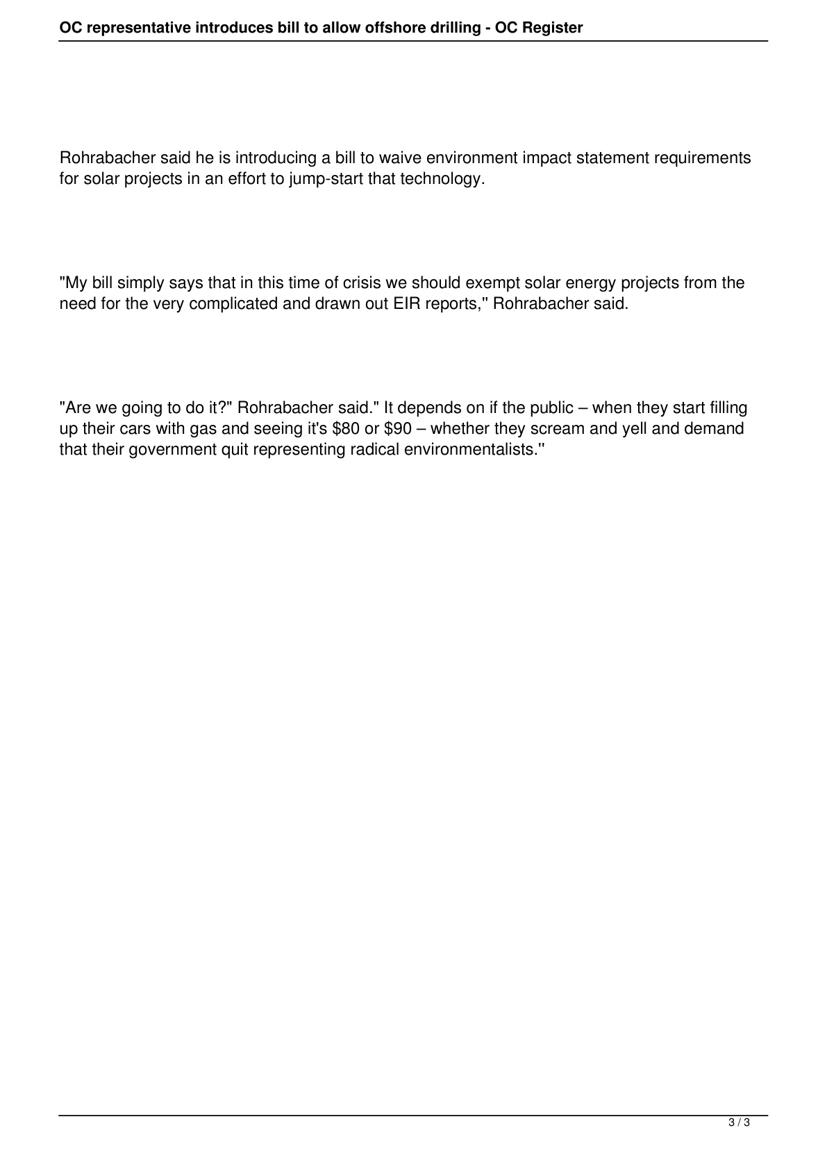 OC representative introduces bill to allow offshore drilling - OC Register
Rohrabacher said he is introducing a bill to waive environment impact statement requirements
for solar projects in an effort to jump-start that technology.
"My bill simply says that in this time of crisis we should exempt solar energy projects from the
need for the very complicated and drawn out EIR reports,'' Rohrabacher said.
"Are we going to do it?" Rohrabacher said." It depends on if the public – when they start filling
up their cars with gas and seeing it's $80 or $90 – whether they scream and yell and demand
that their government quit representing radical environmentalists.''
3 / 3